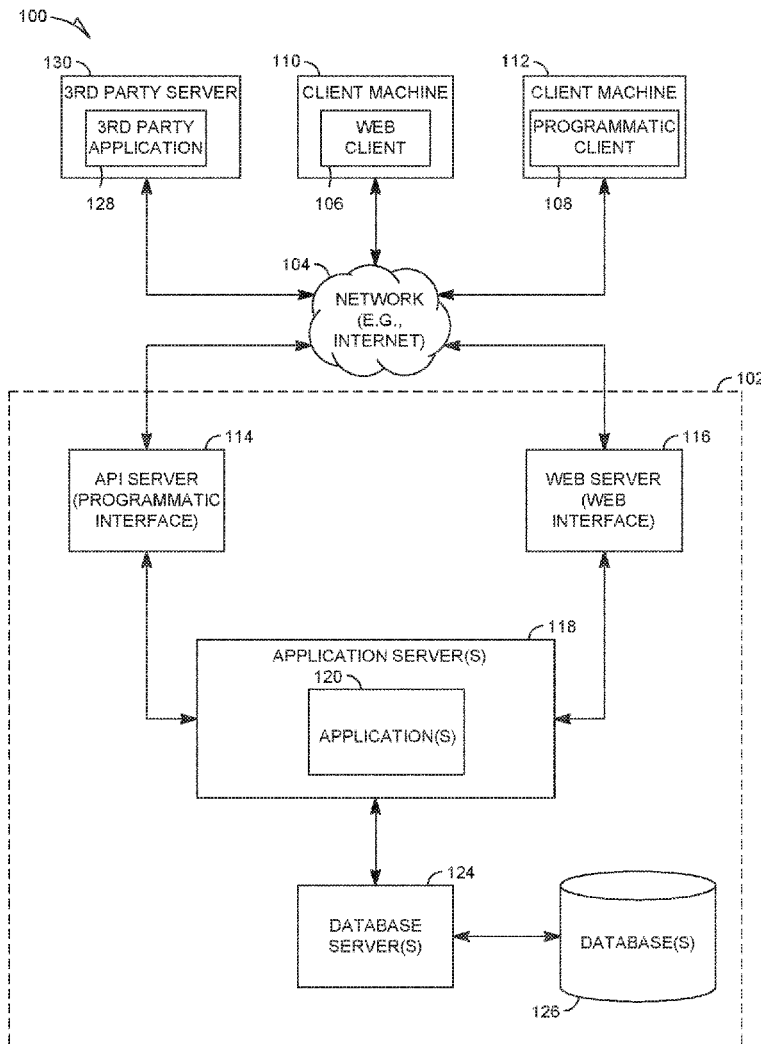 100
130
110
112
3RD PARTY SERVER
CLIENT MACHINE
CLIENT MACHINE
3RD PARTY
APPLICATION
WEB
CLIENT
PROGRAMMATIC
CLIENT
128
106
108
104
NETWORK
(E.G.,
INTERNET)
102
114
116
API SERVER
(PROGRAMMATIC
INTERFACE)
WEB SERVER
(WEB
INTERFACE)
118
APPLICATION SERVER(S)
120
APPLICATION(S)
124
DATABASE
SERVER(S)
DATABASE(S)
126